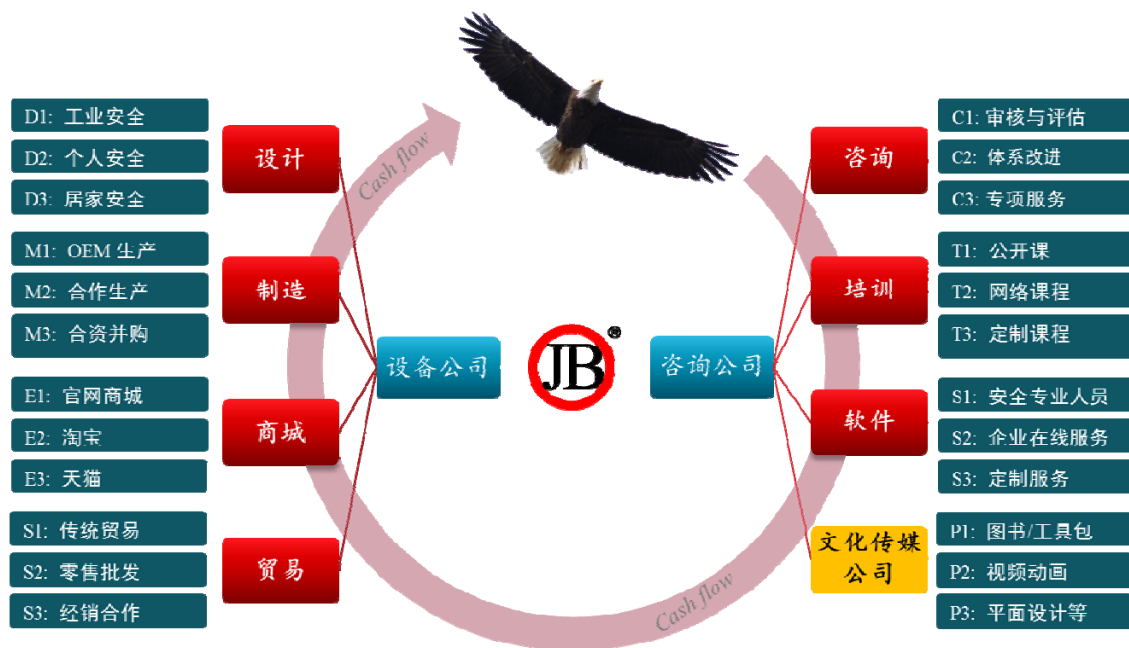 D1: 工业安全
D2: 个人安全
D3: 居家安全
设计
M1: OEM 生产
M2: 合作生产
M3: 合资并购
制造
E1: 官网商城
E2: 淘宝
E3: 天猫
商城
S1: 传统贸易
S2: 零售批发
S3: 经销合作
贸易
设备公司
Cash flow
JB®
Cash flow
咨询公司
咨询
C1: 审核与评估
C2: 体系改进
C3: 专项服务
培训
T1: 公开课
T2: 网络课程
T3: 定制课程
软件
S1: 安全专业人员
S2: 企业在线服务
S3: 定制服务
文化传媒
公司
P1: 图书/工具包
P2: 视频动画
P3: 平面设计等